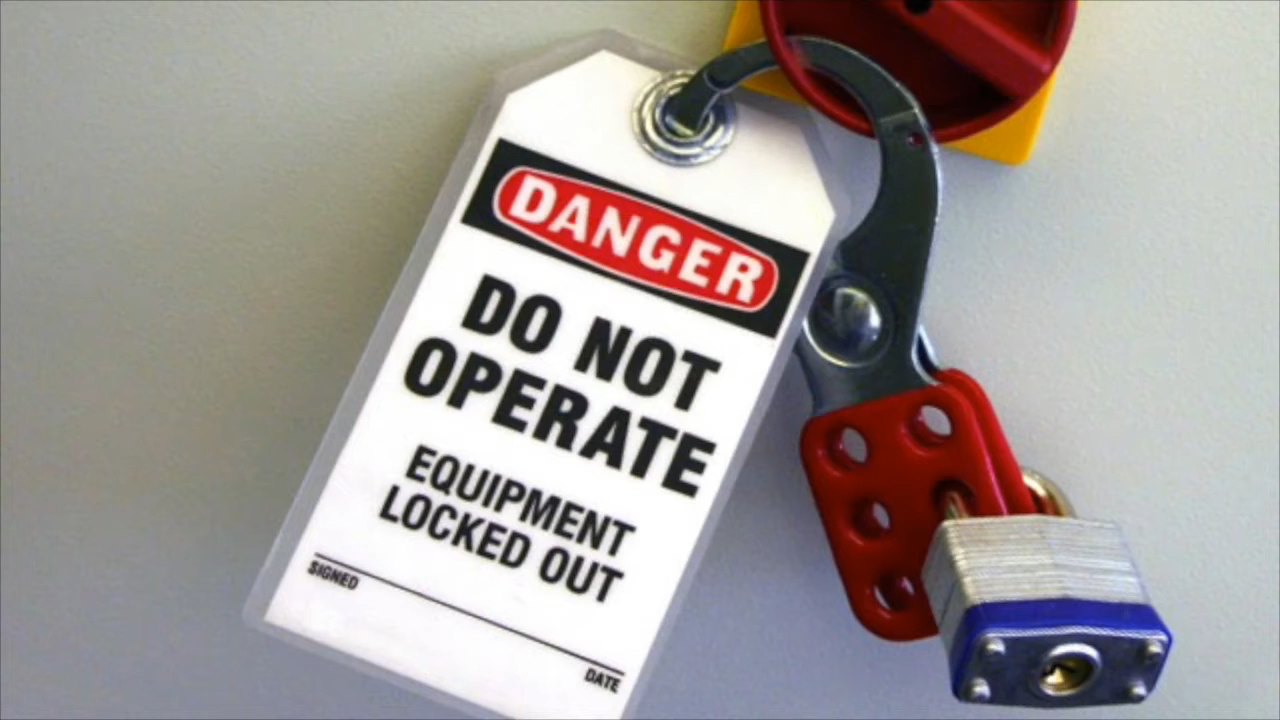 DANGER
DO NOT
OPERATE
EQUIPMENT
LOCKED OUT
SIGNED
DATE